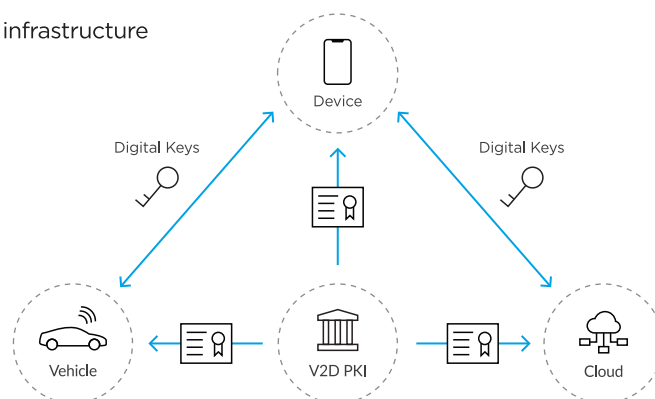 infrastructure
Device
Digital Keys
Digital Keys
Vehicle
V2D PKI
Cloud